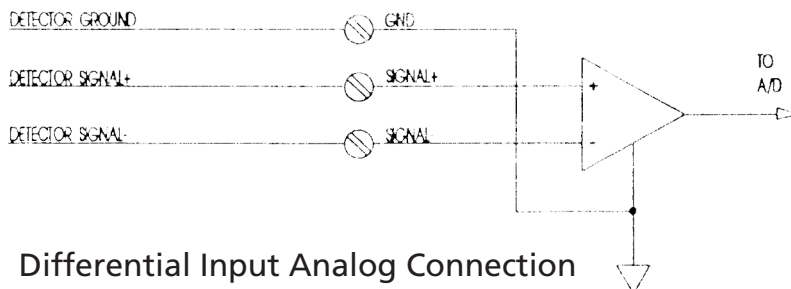 DETECTOR GROUND GND
DETECTOR SIGNAL+ SIGNAL+
TO
A/D
+
DETECTOR SIGNAL- SIGNAL
-
Differential Input Analog Connection